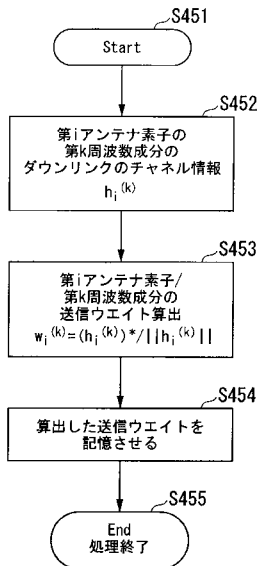 S451
Start
S452
第iアンテナ素子の
第k周波数成分の
ダウンリンクのチャネル情報
hi(k)
S453
第iアンテナ素子/
第k周波数成分の
送信ウエイト算出
wi(k)=(hi(k))*/||hi(k)||
S454
算出した送信ウエイトを
記憶させる
S455
End
処理終了